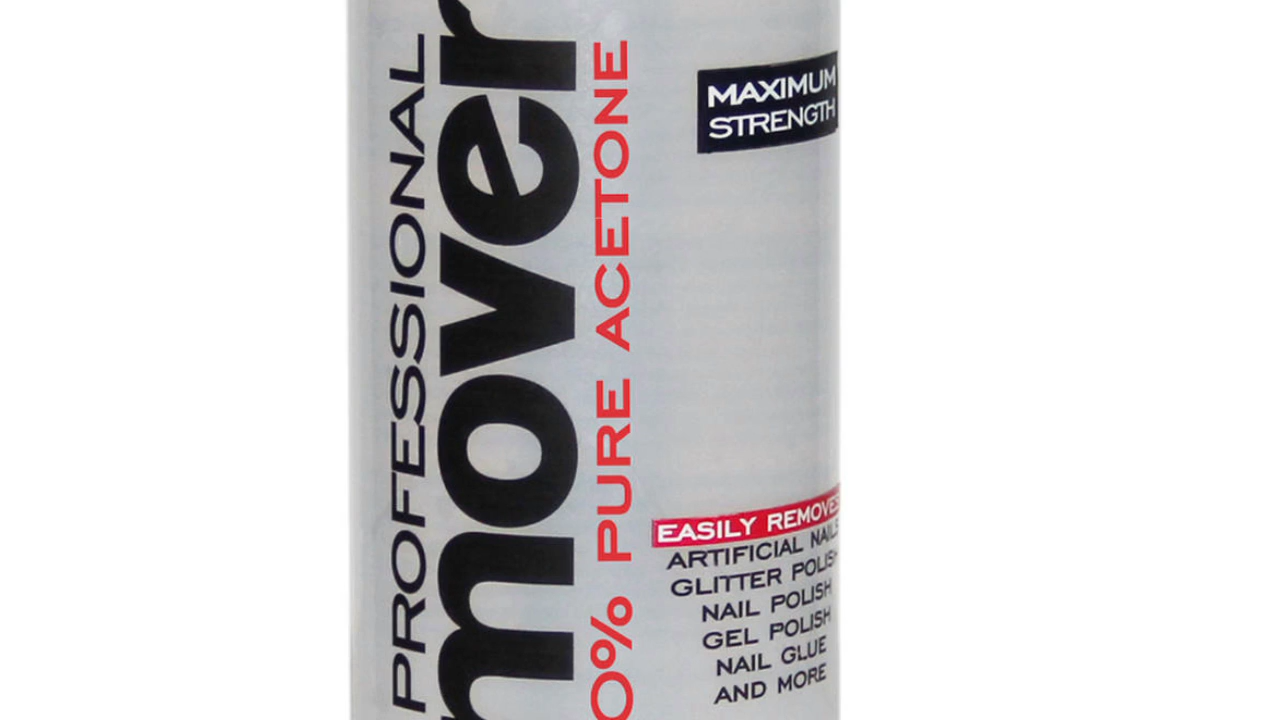 PROFESSIONAL
mover
0% PURE ACETONE
MAXIMUM
STRENGTH
EASILY REMOVES
ARTIFICIAL NAILS
GLITTER POLISH
NAIL POLISH
GEL POLISH
NAIL GLUE
AND MORE